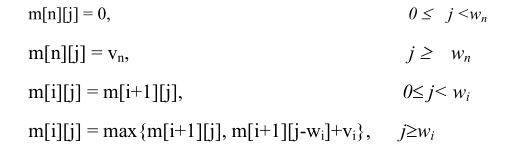 m[n][j] = 0, 0 ≤ j <wₙ
m[n][j] = vₙ, j ≥ wₙ
m[i][j] = m[i+1][j], 0≤ j< wᵢ
m[i][j] = max{m[i+1][j], m[i+1][j-wᵢ]+vᵢ}, j≥wᵢ